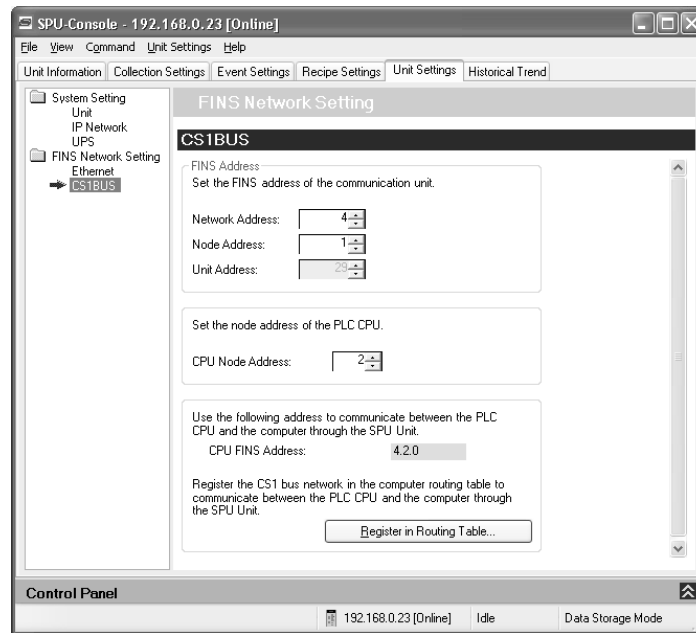 SPU-Console - 192.168.0.23 [Online]
File View Command Unit Settings Help
Unit Information Collection Settings Event Settings Recipe Settings Unit Settings Historical Trend
System Setting
Unit
IP Network
UPS
FINS Network Setting
Ethernet
CS1BUS
FINS Network Setting
CS1BUS
FINS Address
Set the FINS address of the communication unit.
Network Address: 4
Node Address: 1
Unit Address: 29
Set the node address of the PLC CPU.
CPU Node Address: 2
Use the following address to communicate between the PLC
CPU and the computer through the SPU Unit.
CPU FINS Address: 4.2.0
Register the CS1 bus network in the computer routing table to
communicate between the PLC CPU and the computer through
the SPU Unit.
Register in Routing Table...
Control Panel
192.168.0.23 [Online] Idle Data Storage Mode